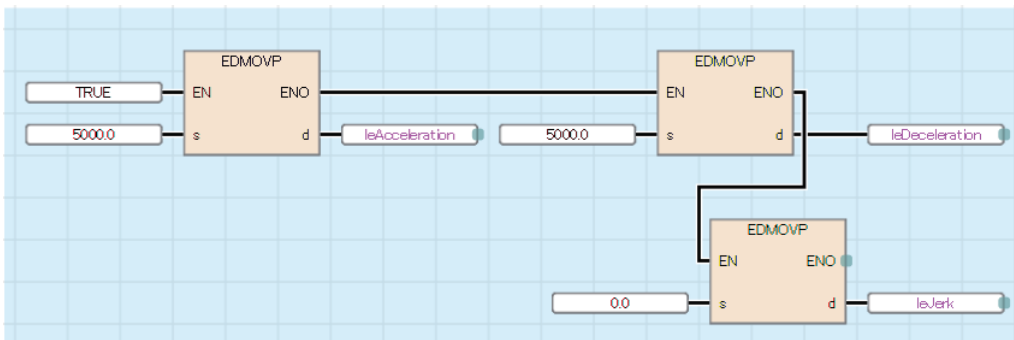 EDMOVP
TRUE
EN
ENO
5000.0
s
d
leAcceleration
EDMOVP
EN
ENO
5000.0
s
d
leDeceleration
EDMOVP
EN
ENO
0.0
s
d
leJerk